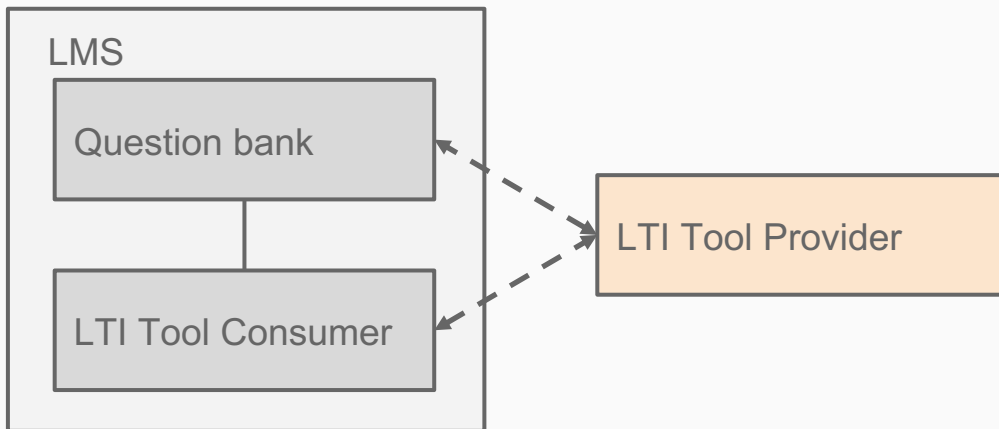 LMS
Question bank
LTI Tool Provider
LTI Tool Consumer